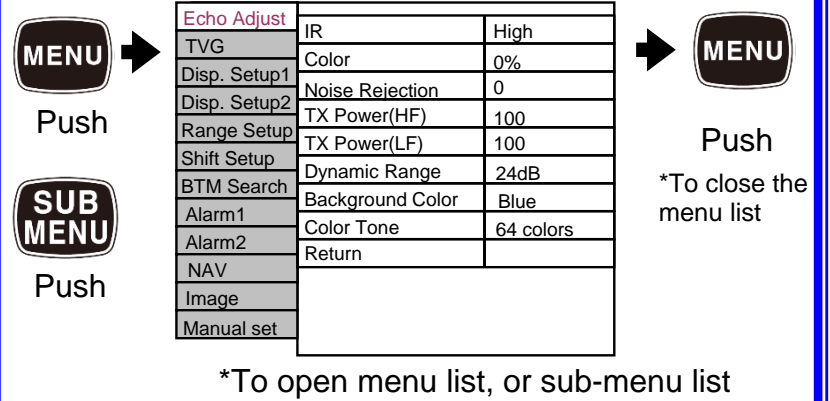 MENU
Push
SUB
MENU
Push
Echo Adjust
TVG
Disp. Setup1
Disp. Setup2
Range Setup
Shift Setup
BTM Search
Alarm1
Alarm2
NAV
Image
Manual set
IR High
Color 0%
Noise Rejection 0
TX Power(HF) 100
TX Power(LF) 100
Dynamic Range 24dB
Background Color Blue
Color Tone 64 colors
Return
MENU
Push
*To close the
menu list
*To open menu list, or sub-menu list